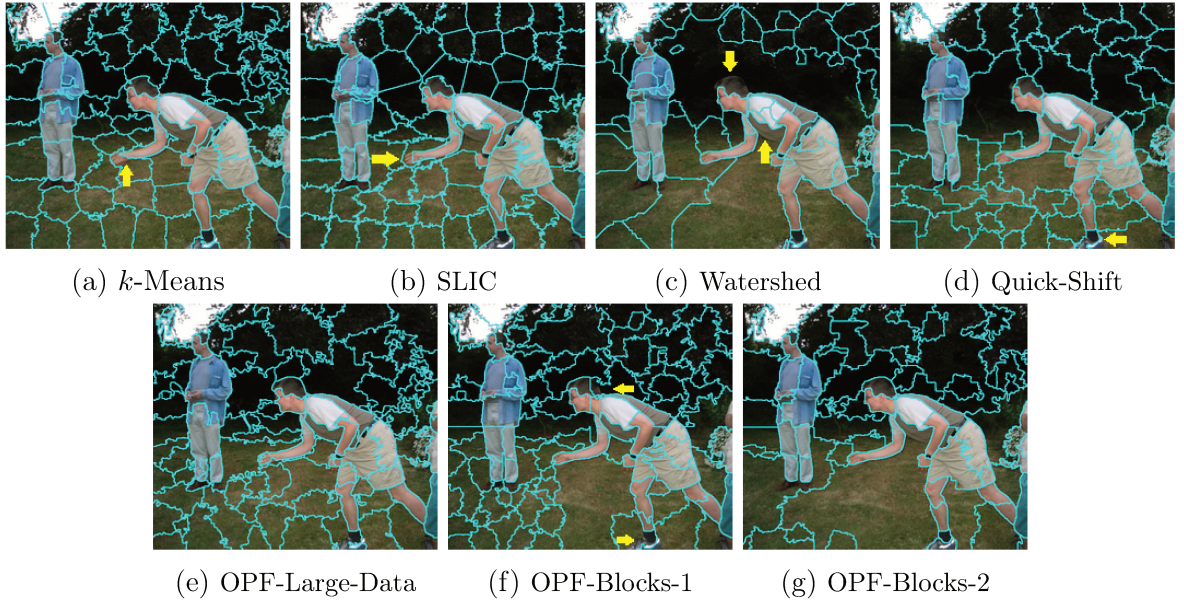 (a) k-Means
(b) SLIC
(c) Watershed
(d) Quick-Shift
(e) OPF-Large-Data
(f) OPF-Blocks-1
(g) OPF-Blocks-2